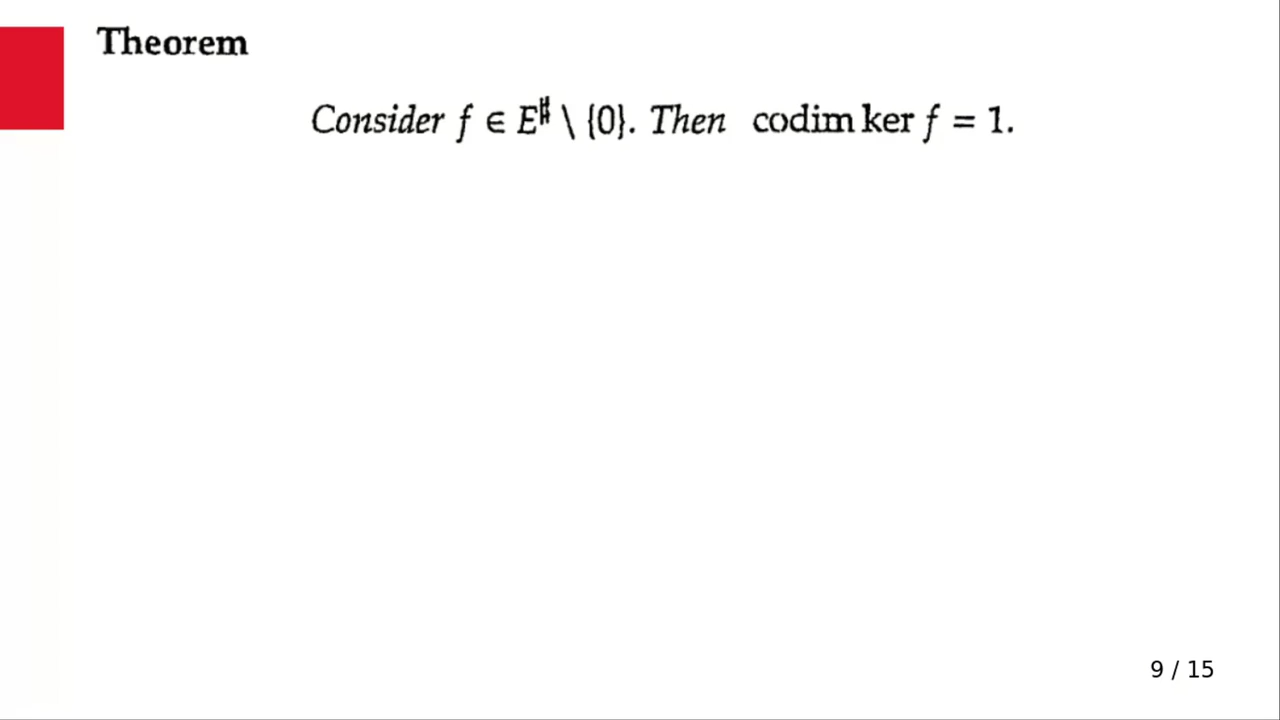 Theorem
Consider f ∈ E♯ \ {0}. Then codim ker f = 1.
9 / 15